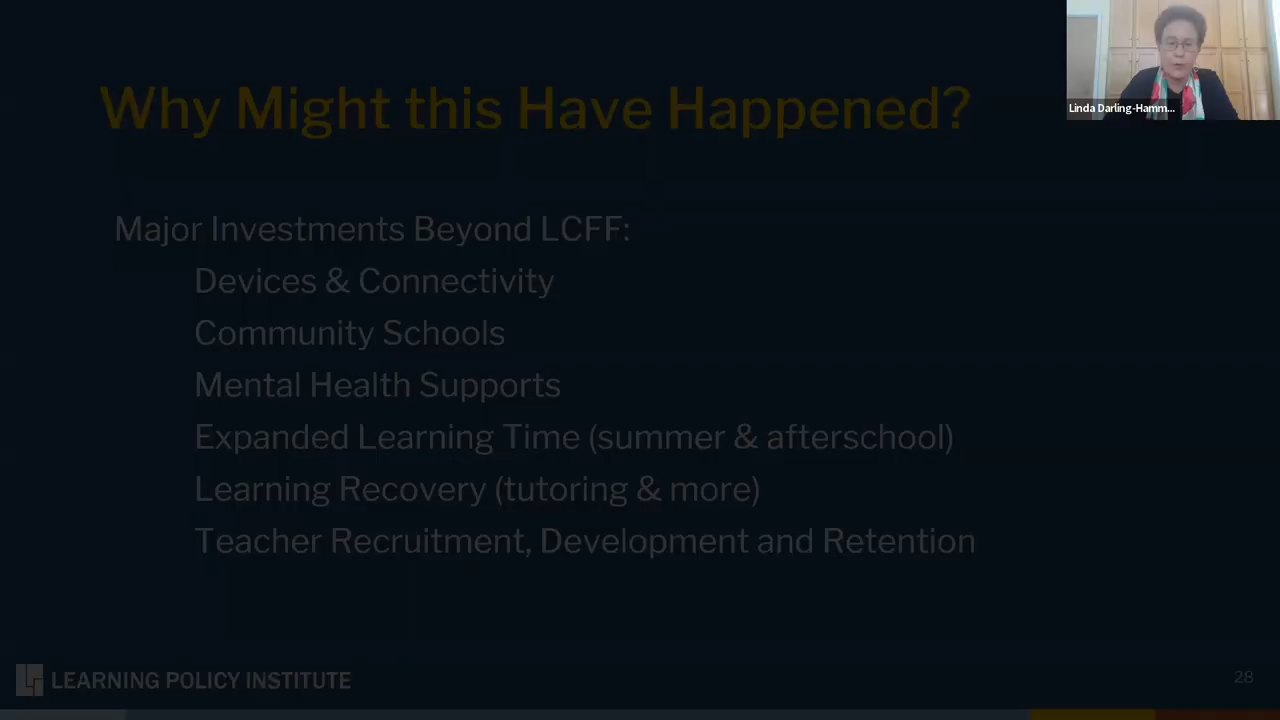 Linda Darling-Hamm...
Why Might this Have Happened?
Major Investments Beyond LCFF:
Devices & Connectivity
Community Schools
Mental Health Supports
Expanded Learning Time (summer & afterschool)
Learning Recovery (tutoring & more)
Teacher Recruitment, Development and Retention
LEARNING POLICY INSTITUTE
28